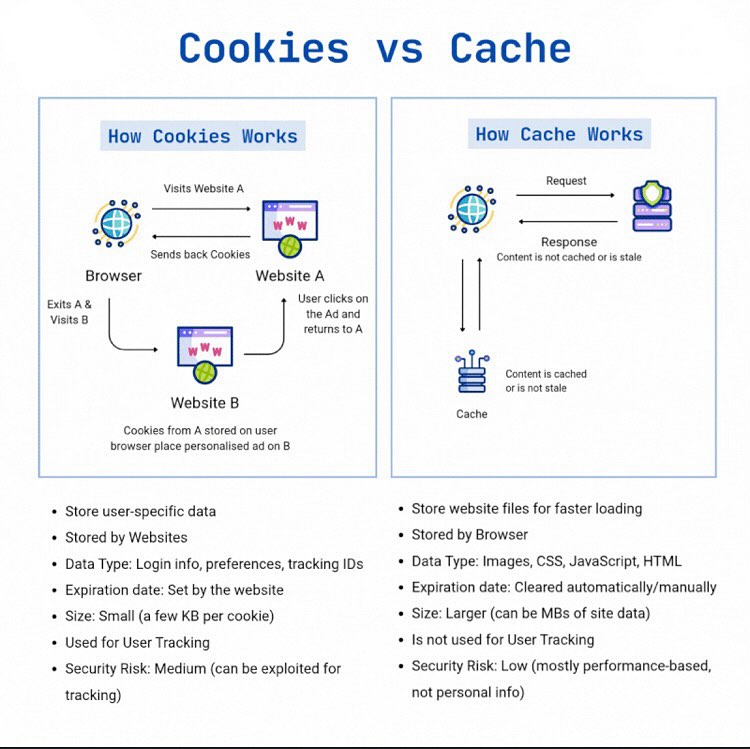 Cookies vs Cache
How Cookies Works
Visits Website A
Sends back Cookies
Browser
Website A
Exits A &
Visits B
User clicks on
the Ad and
returns to A
WWW
WWW
Website B
Cookies from A stored on user
browser place personalised ad on B
How Cache Works
Request
Response
Content is not cached or is stale
Content is cached
or is not stale
Cache
• Store user-specific data
• Stored by Websites
• Data Type: Login info, preferences, tracking IDs
• Expiration date: Set by the website
• Size: Small (a few KB per cookie)
• Used for User Tracking
• Security Risk: Medium (can be exploited for
tracking)
• Store website files for faster loading
• Stored by Browser
• Data Type: Images, CSS, JavaScript, HTML
• Expiration date: Cleared automatically/manually
• Size: Larger (can be MBs of site data)
• Is not used for User Tracking
• Security Risk: Low (mostly performance-based,
not personal info)